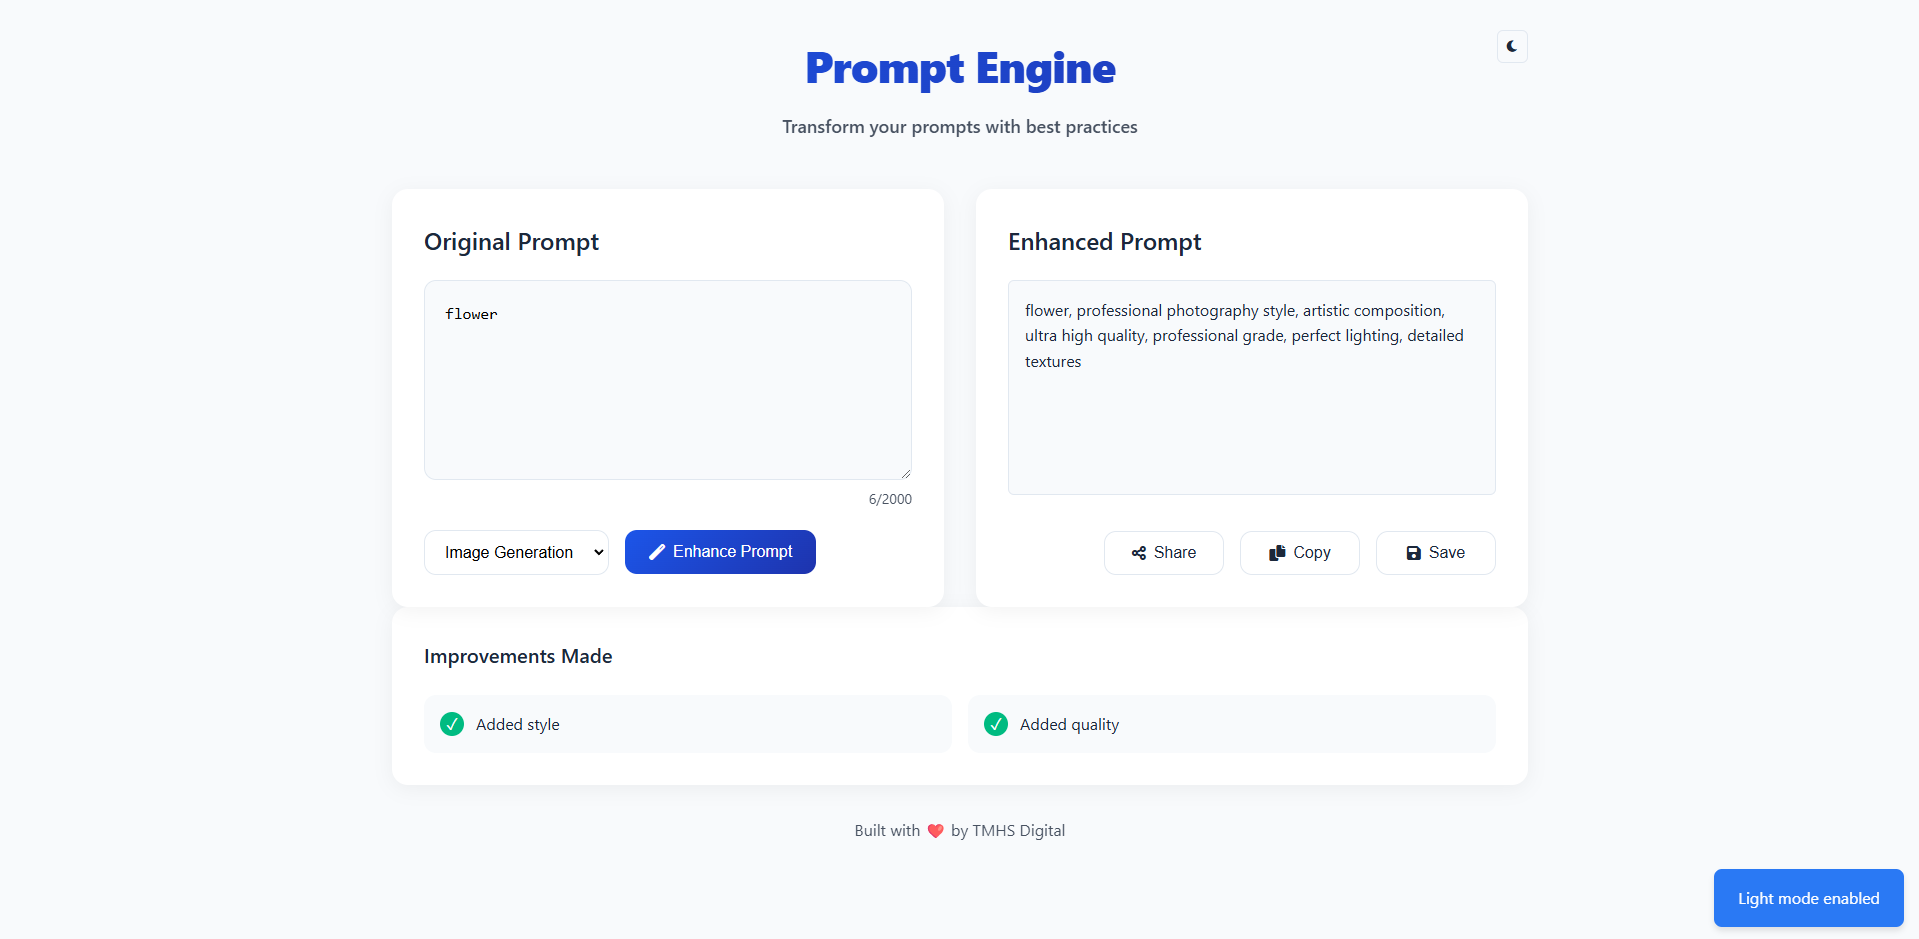 Prompt Engine
Transform your prompts with best practices
Original Prompt
flower
6/2000
Image Generation
Enhance Prompt
Enhanced Prompt
flower, professional photography style, artistic composition,
ultra high quality, professional grade, perfect lighting, detailed
textures
Share
Copy
Save
Improvements Made
Added style
Added quality
Built with ❤️ by TMHS Digital
Light mode enabled